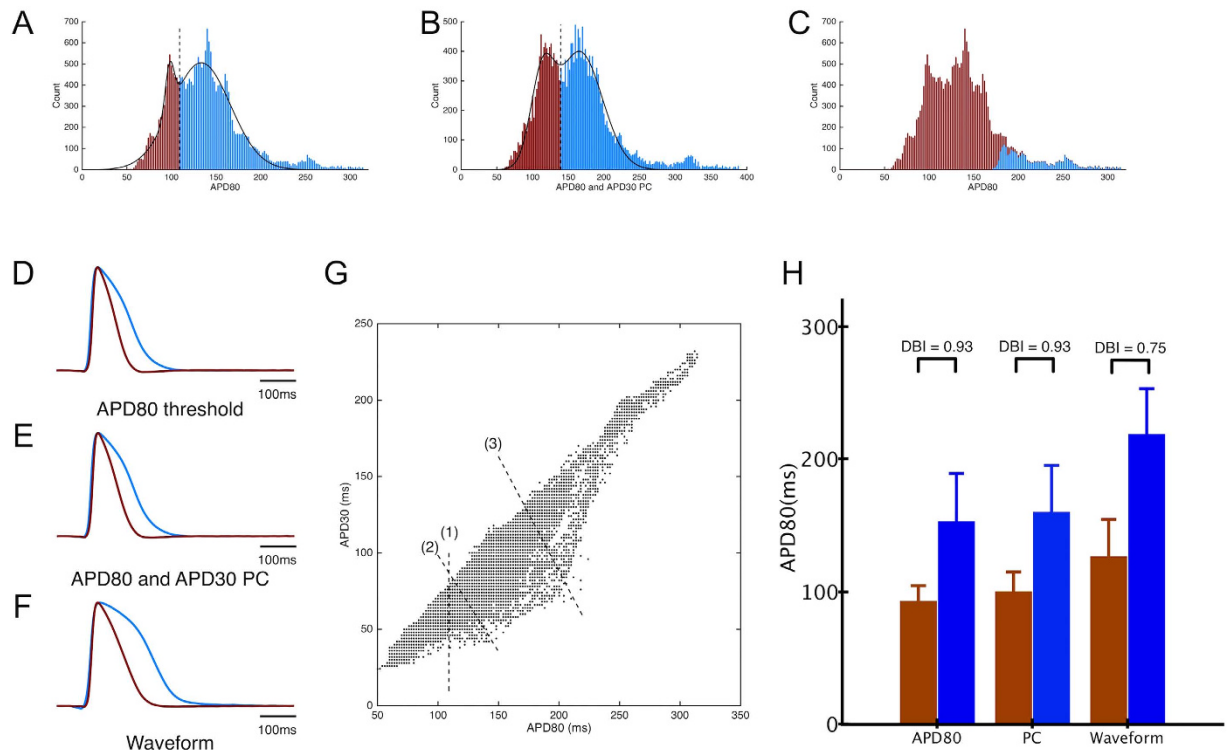 A
700
600
500
400
300
200
100
0
Count
0 50 100 150 200 250 300
APD80
B
500
450
400
350
300
250
200
150
100
50
0
Count
0 50 100 150 200 250 300 350 400
APD80 and APD30 PC
C
700
600
500
400
300
200
100
0
Count
0 50 100 150 200 250 300
APD80
D
100ms
APD80 threshold
E
100ms
APD80 and APD30 PC
F
100ms
Waveform
G
250
200
150
100
50
0
APD30 (ms)
(3)
(1)
(2)
50 100 150 200 250 300 350
APD80 (ms)
H
300
200
100
0
APD80(ms)
DBI = 0.93 DBI = 0.93 DBI = 0.75
APD80 PC Waveform